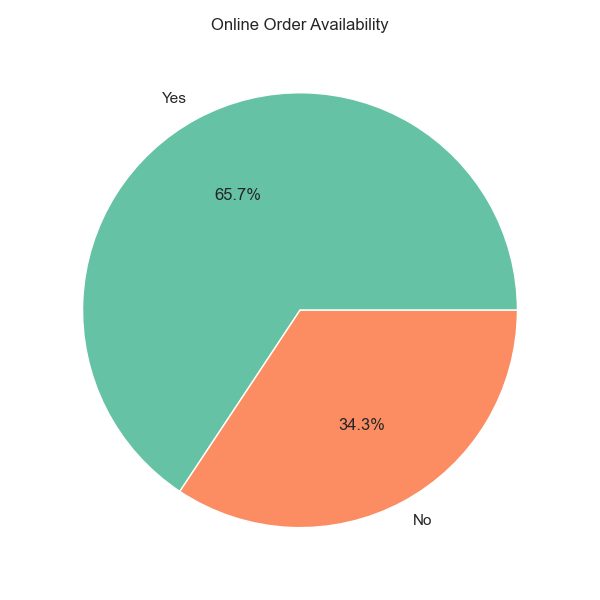 Online Order Availability
Yes
65.7%
34.3%
No